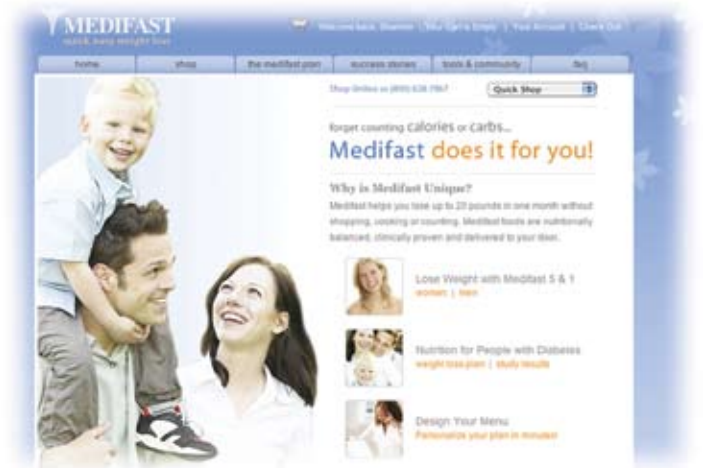 MEDIFAST
quick easy weight loss
Welcome back, Shannon | Your Cart is Empty | Your Account | Check Out
home shop the medifast plan success stories tools & community faq
Shop Online or (800) 638-7867 Quick Shop
forget counting calories or carbs...
Medifast does it for you!
Why is Medifast Unique?
Medifast helps you lose up to 20 pounds in one month without
shopping, cooking or counting. Medifast foods are nutritionally
balanced, clinically proven and delivered to your door.
Lose Weight with Medifast 5 & 1
women | men
Nutrition for People with Diabetes
weight loss plan | study results
Design Your Menu
Personalize your plan in minutes!